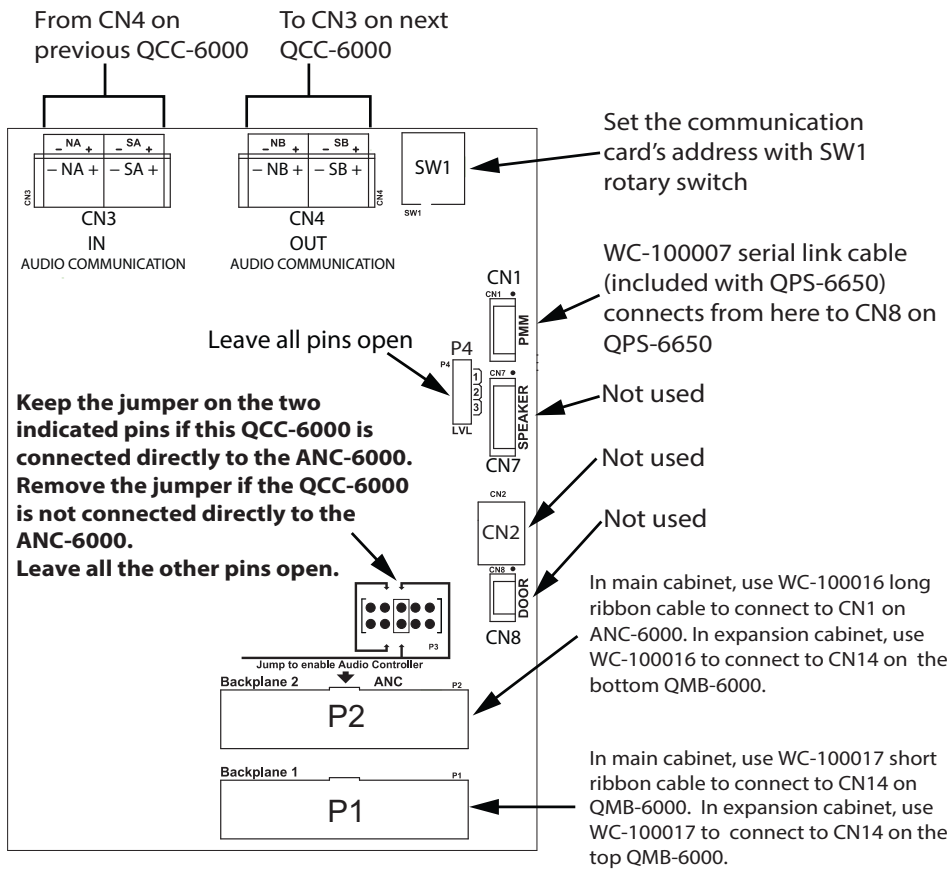 From CN4 on
previous QCC-6000
To CN3 on next
QCC-6000
- NA +
- SA +
- NB +
- SB +
– NA +
– SA +
– NB +
– SB +
SW1
CN3
CN4
SW1
CN3
IN
AUDIO COMMUNICATION
CN4
OUT
AUDIO COMMUNICATION
Set the communication
card's address with SW1
rotary switch
CN1
CN1
PMM
WC-100007 serial link cable
(included with QPS-6650)
connects from here to CN8 on
QPS-6650
Leave all pins open
P4
P4
1
2
3
LVL
CN7
SPEAKER
CN7
Not used
Keep the jumper on the two
indicated pins if this QCC-6000 is
connected directly to the ANC-6000.
Remove the jumper if the QCC-6000
is not connected directly to the
ANC-6000.
Leave all the other pins open.
CN2
CN2
Not used
CN8
DOOR
CN8
Not used
P3
Jump to enable Audio Controller
Backplane 2
ANC
P2
P2
In main cabinet, use WC-100016 long
ribbon cable to connect to CN1 on
ANC-6000. In expansion cabinet, use
WC-100016 to connect to CN14 on the
bottom QMB-6000.
Backplane 1
P1
P1
In main cabinet, use WC-100017 short
ribbon cable to connect to CN14 on
QMB-6000. In expansion cabinet, use
WC-100017 to connect to CN14 on the
top QMB-6000.